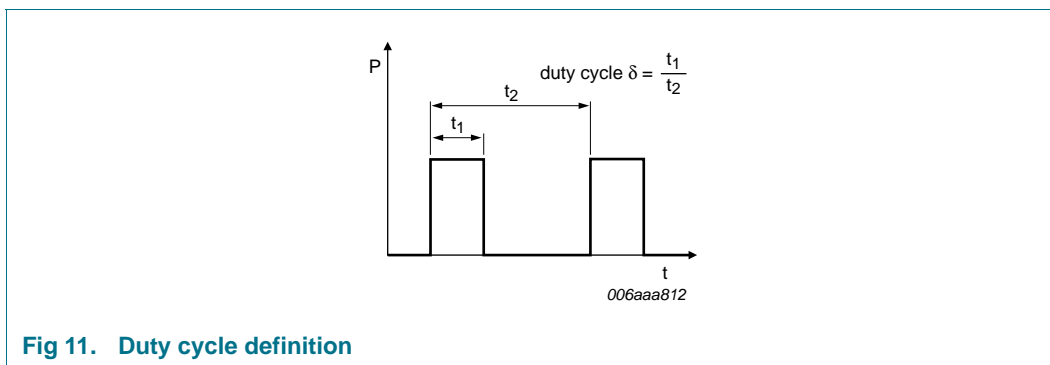 P
duty cycle δ = t1
t2
t2
t1
t
006aaa812
Fig 11. Duty cycle definition